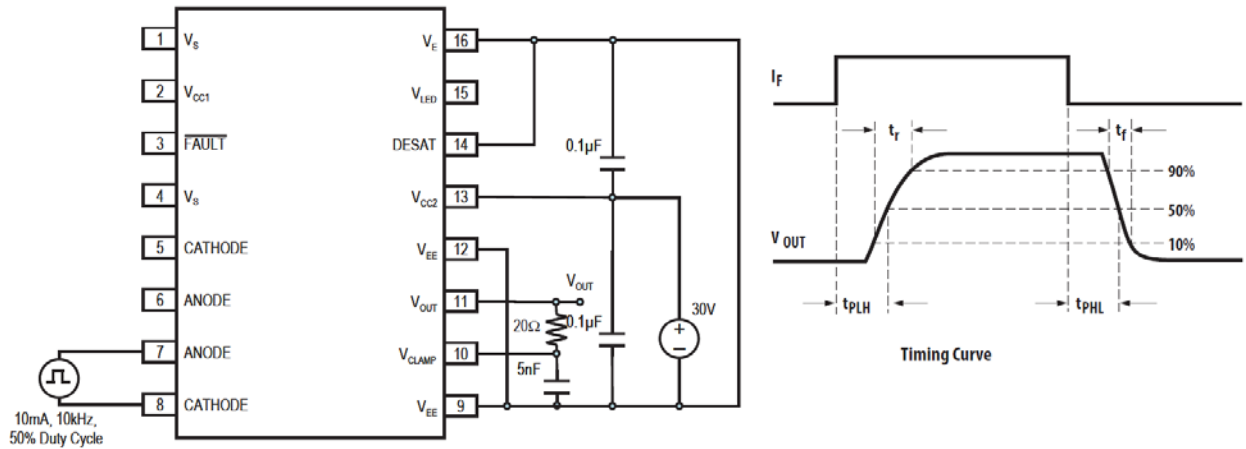 1 VS VE 16
2 VCC1 VLED 15
3 FAULT DESAT 14
0.1µF
4 VS VCC2 13
5 CATHODE VEE 12
VOUT
6 ANODE VOUT 11
20Ω 0.1µF 30V
7 ANODE VCLAMP 10
5nF
8 CATHODE VEE 9
+
−
10mA, 10kHz,
50% Duty Cycle
IF
tr tf
90%
50%
VOUT 10%
tPLH tPHL
Timing Curve